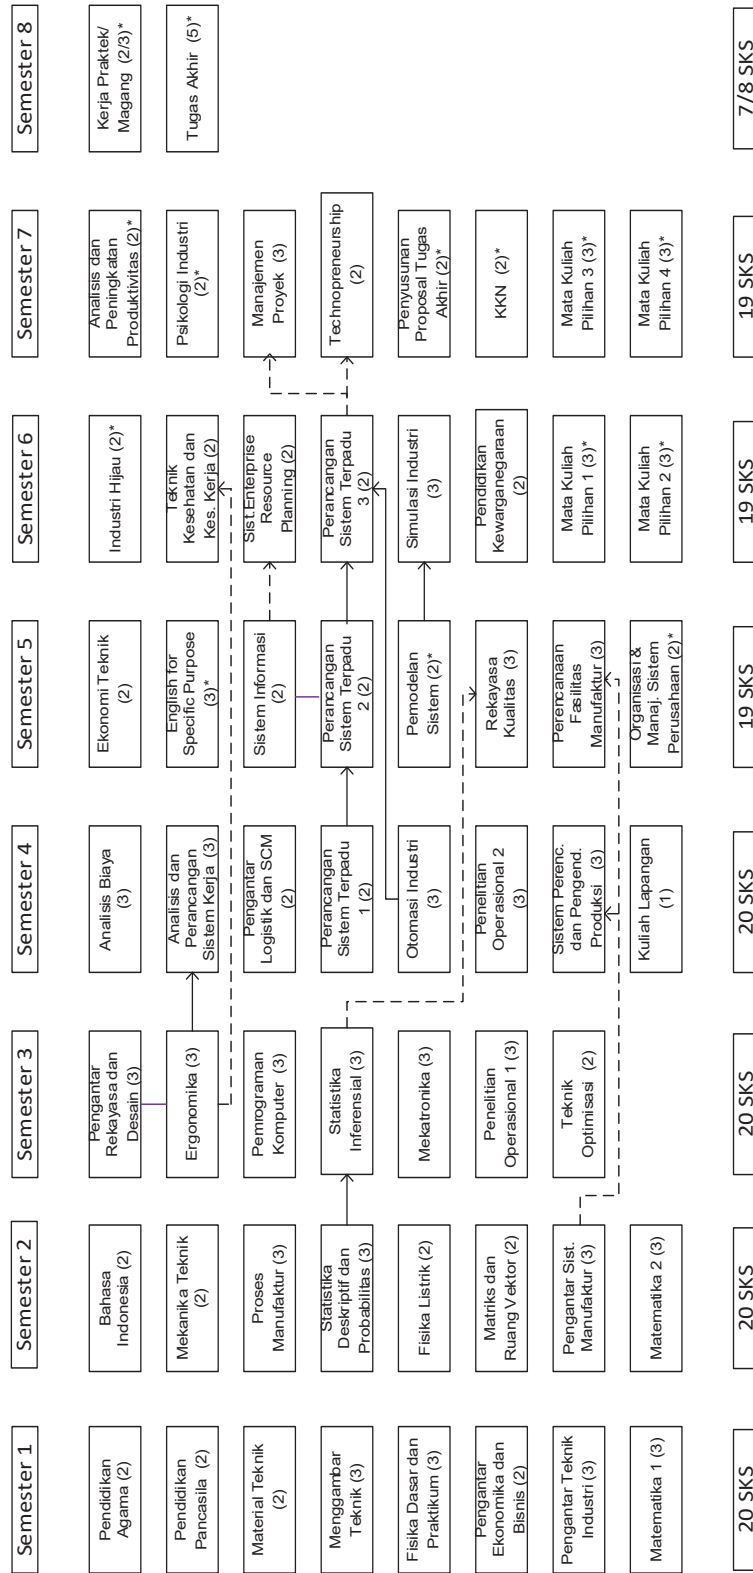 Semester 1
Semester 2
Semester 3
Semester 4
Semester 5
Semester 6
Semester 7
Semester 8
Pendidikan
Agama (2)
Pendidikan
Pancasila (2)
Material Teknik
(2)
Menggambar
Teknik (3)
Fisika Dasar dan
Praktikum (3)
Pengantar
Ekonomika dan
Bisnis (2)
Pengantar Teknik
Industri (3)
Matematika 1 (3)
20 SKS
Bahasa
Indonesia (2)
Mekanika Teknik
(2)
Proses
Manufaktur (3)
Statistika
Deskriptif dan
Probabilitas (3)
Fisika Listrik (2)
Matriks dan
Ruang Vektor (2)
Pengantar Sist.
Manufaktur (3)
Matematika 2 (3)
20 SKS
Pengantar
Rekayasa dan
Desain (3)
Ergonomika (3)
Pemrograman
Komputer (3)
Statistika
Inferensial (3)
Mekatronika (3)
Penelitian
Operasional 1 (3)
Teknik
Optimisasi (2)
20 SKS
Analisis Biaya
(3)
Analisis dan
Perancangan
Sistem Kerja (3)
Pengantar
Logistik dan SCM
(2)
Perancangan
Sistem Terpadu
1 (2)
Otomasi Industri
(3)
Penelitian
Operasional 2
(3)
Sistem Perenc.
dan Pengend.
Produksi (3)
Kuliah Lapangan
(1)
20 SKS
Ekonomi Teknik
(2)
English for
Specific Purpose
(3)*
Sistem Informasi
(2)
Perancangan
Sistem Terpadu
2 (2)
Pemodelan
Sistem (2)*
Rekayasa
Kualitas (3)
Perencanaan
Fasilitas
Manufaktur (3)
Organisasi &
Manaj. Sistem
Perusahaan (2)*
19 SKS
Industri Hijau (2)*
Teknik
Kesehatan dan
Kes. Kerja (2)
Sist.Enterprise
Resource
Planning (2)
Perancangan
Sistem Terpadu
3 (2)
Simulasi Industri
(3)
Pendidikan
Kewarganegaraan
(2)
Mata Kuliah
Pilihan 1 (3)*
Mata Kuliah
Pilihan 2 (3)*
19 SKS
Analisis dan
Peningkatan
Produktivitas (2)*
Psikologi Industri
(2)*
Manajemen
Proyek (3)
Technopreneurship
(2)
Penyusunan
Proposal Tugas
Akhir (2)*
KKN (2)*
Mata Kuliah
Pilihan 3 (3)*
Mata Kuliah
Pilihan 4 (3)*
19 SKS
Kerja Praktek/
Magang (2/3)*
Tugas Akhir (5)*
7/8 SKS